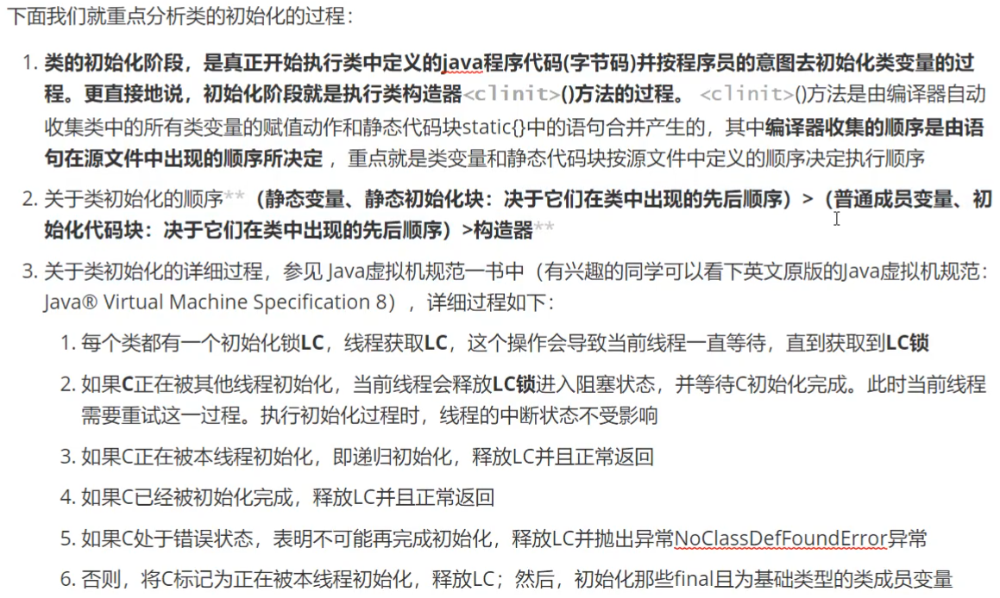 下面我们就重点分析类的初始化的过程：
1. 类的初始化阶段，是真正开始执行类中定义的java程序代码(字节码)并按程序员的意图去初始化类变量的过
程。更直接地说，初始化阶段就是执行类构造器<clinit>()方法的过程。 <clinit>()方法是由编译器自动
收集类中的所有类变量的赋值动作和静态代码块static{}中的语句合并产生的，其中编译器收集的顺序是由语
句在源文件中出现的顺序所决定 ，重点就是类变量和静态代码块按源文件中定义的顺序决定执行顺序
2. 关于类初始化的顺序**（静态变量、静态初始化块：决于它们在类中出现的先后顺序）>（普通成员变量、初
始化代码块：决于它们在类中出现的先后顺序）>构造器**
3. 关于类初始化的详细过程，参见 Java虚拟机规范一书中（有兴趣的同学可以看下英文原版的Java虚拟机规范：
Java® Virtual Machine Specification 8），详细过程如下：
1. 每个类都有一个初始化锁LC，线程获取LC，这个操作会导致当前线程一直等待，直到获取到LC锁
2. 如果C正在被其他线程初始化，当前线程会释放LC锁进入阻塞状态，并等待C初始化完成。此时当前线程
需要重试这一过程。执行初始化过程时，线程的中断状态不受影响
3. 如果C正在被本线程初始化，即递归初始化，释放LC并且正常返回
4. 如果C已经被初始化完成，释放LC并且正常返回
5. 如果C处于错误状态，表明不可能再完成初始化，释放LC并抛出异常NoClassDefFoundError异常
6. 否则，将C标记为正在被本线程初始化，释放LC；然后，初始化那些final且为基础类型的类成员变量